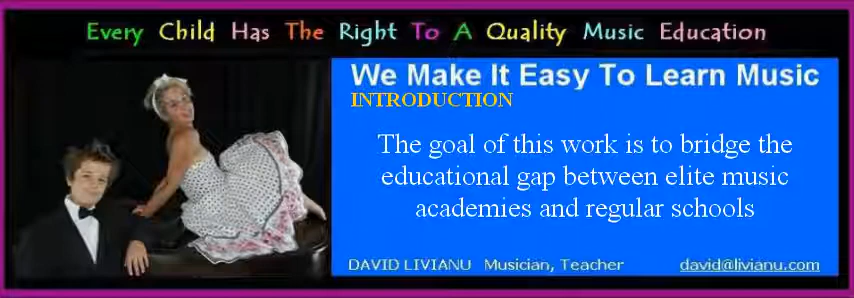 Every Child Has The Right To A Quality Music Education
We Make It Easy To Learn Music
INTRODUCTION
The goal of this work is to bridge the
educational gap between elite music
academies and regular schools
DAVID LIVIANU Musician, Teacher david@livianu.com